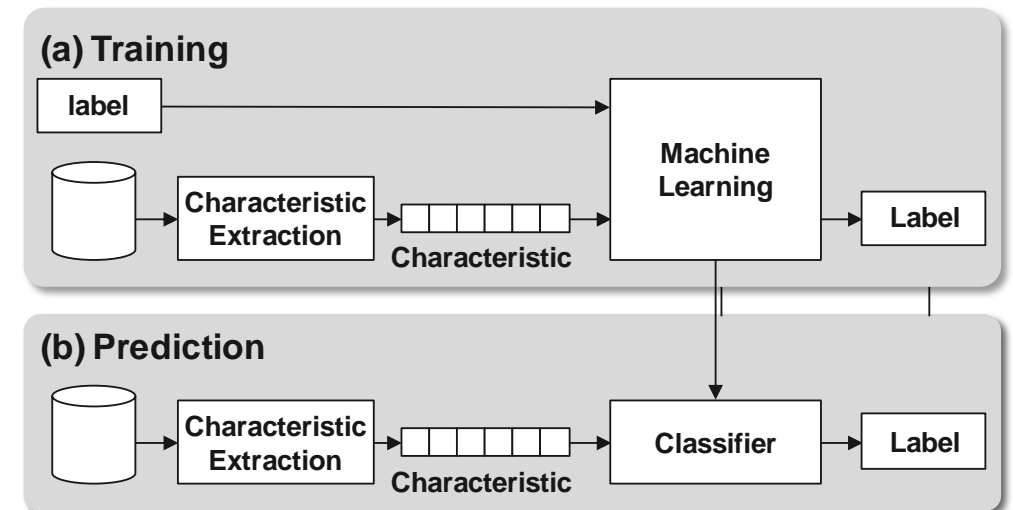 (a) Training
label
Machine
Learning
Characteristic
Extraction
Characteristic
Label
(b) Prediction
Characteristic
Extraction
Characteristic
Classifier
Label